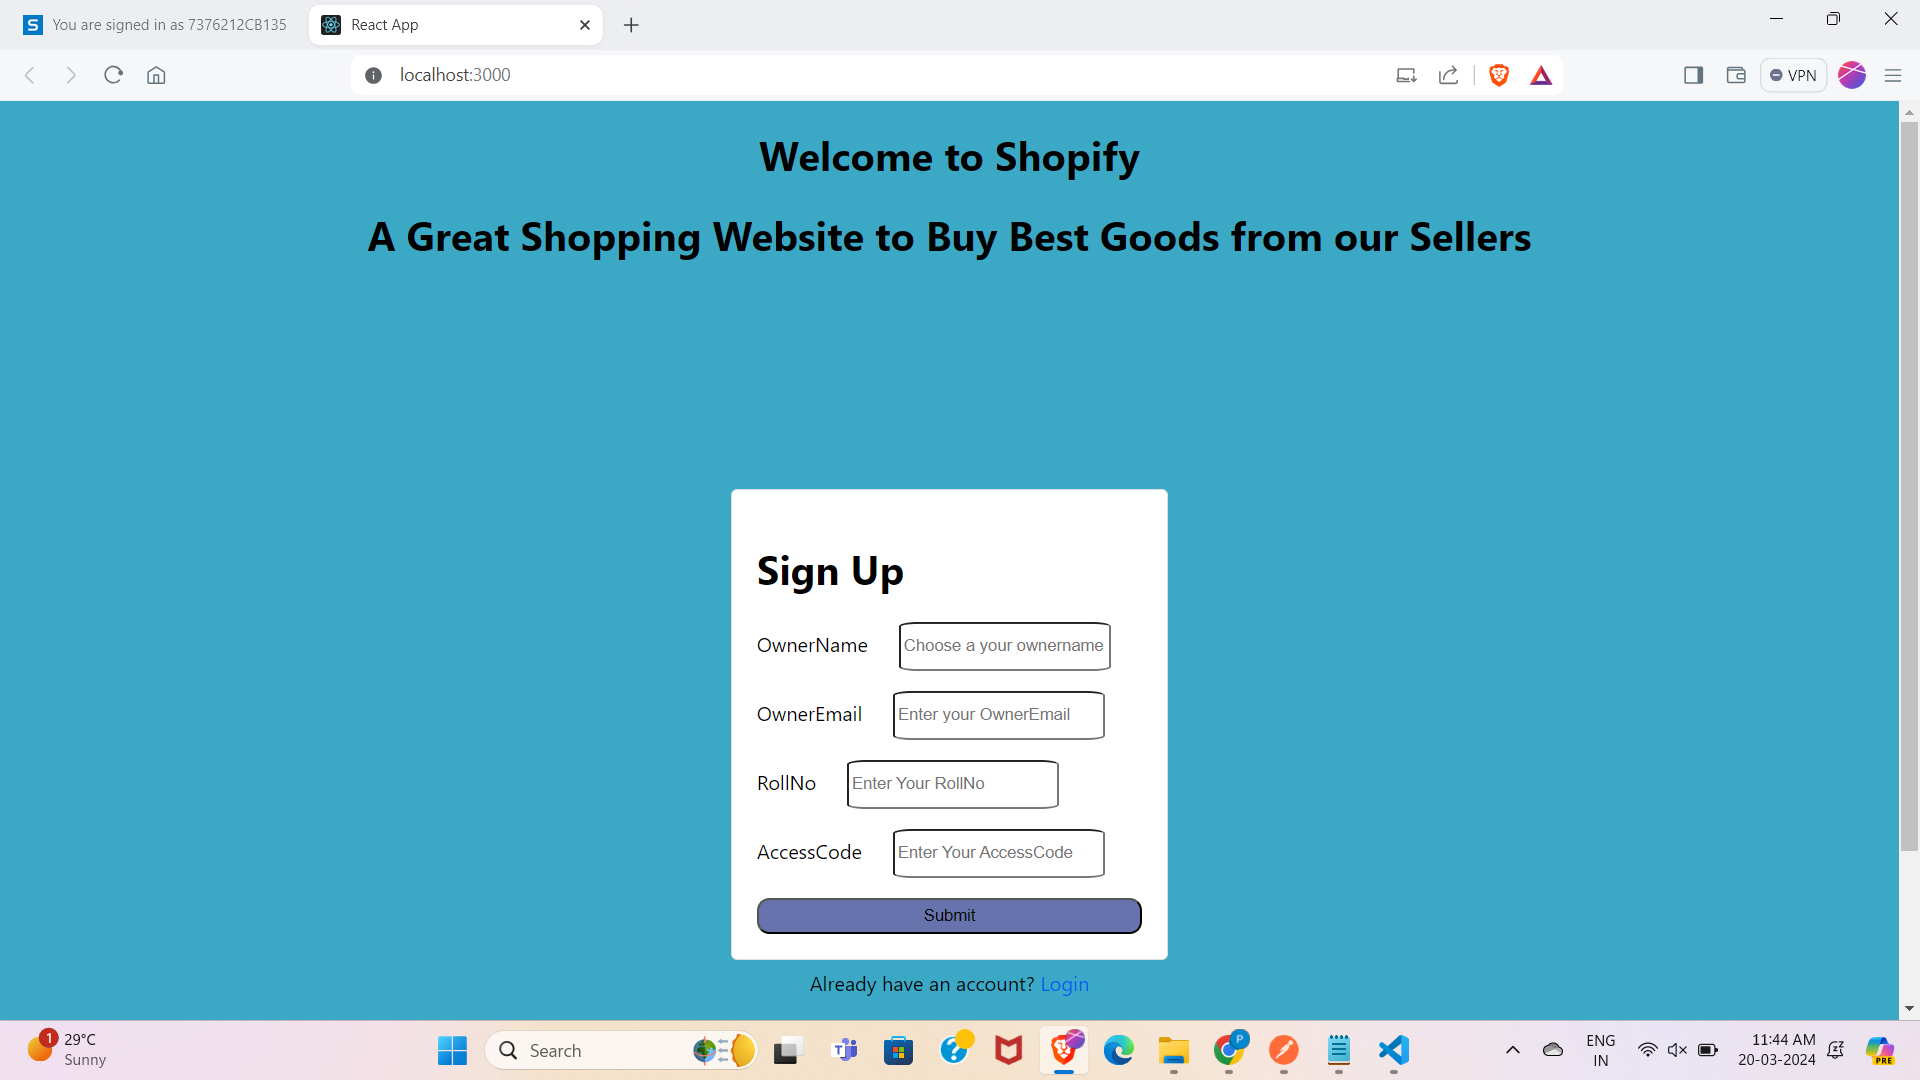 You are signed in as 7376212CB135
React App
localhost:3000
VPN
Welcome to Shopify
A Great Shopping Website to Buy Best Goods from our Sellers
Sign Up
OwnerName Choose a your ownername
OwnerEmail Enter your OwnerEmail
RollNo Enter Your RollNo
AccessCode Enter Your AccessCode
Submit
Already have an account? Login
1
29°C
Sunny
Search
P
ENG
IN
11:44 AM
20-03-2024
PRE